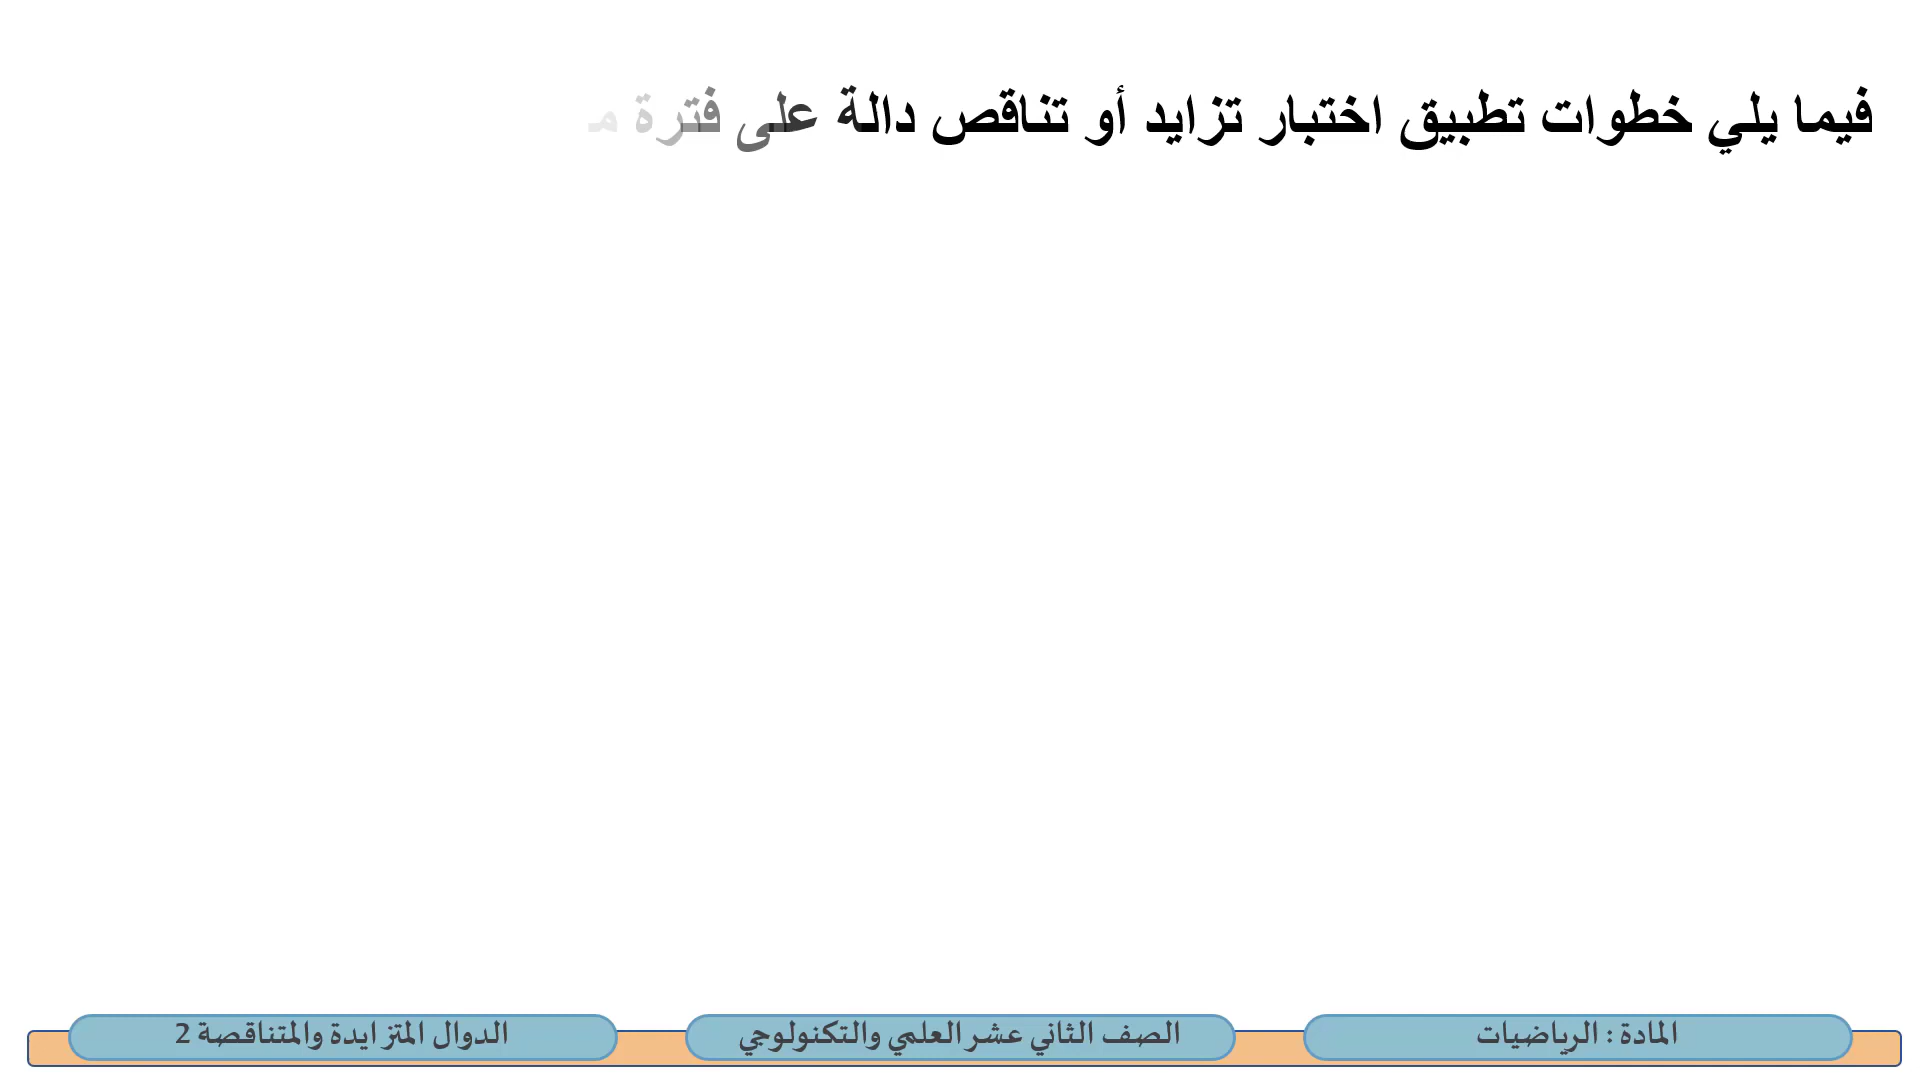 فيما يلي خطوات تطبيق اختبار تزايد أو تناقص دالة على فترة مـ
المادة : الرياضيات
الصف الثاني عشر العلمي والتكنولوجي
الدوال المتزايدة والمتناقصة 2